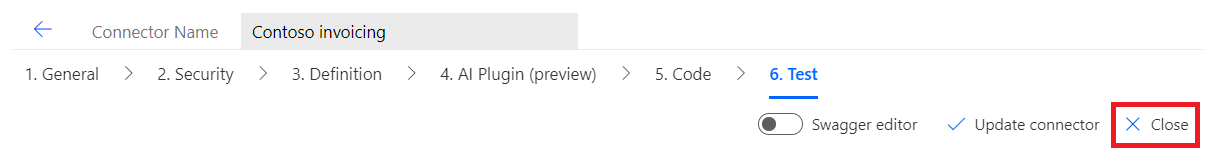 Connector Name Contoso invoicing
1. General 2. Security 3. Definition 4. AI Plugin (preview) 5. Code 6. Test
Swagger editor Update connector Close